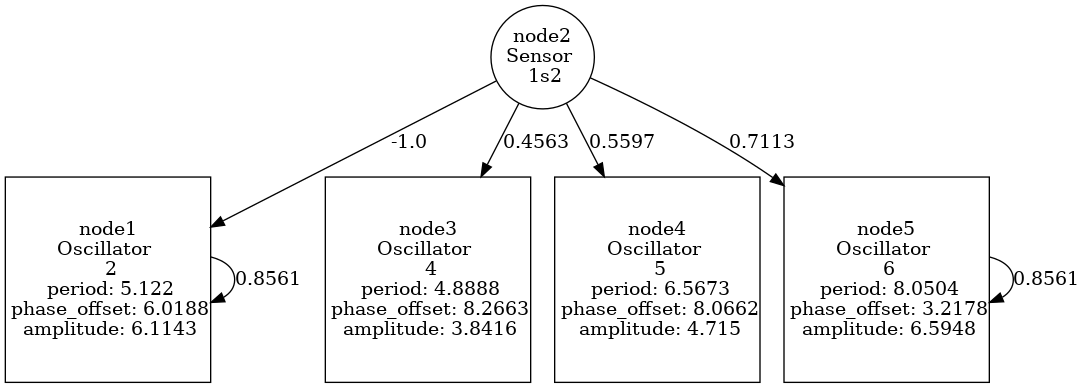 node2
Sensor
1s2
-1.0
0.4563
0.5597
0.7113
node1
Oscillator
2
period: 5.122
phase_offset: 6.0188
amplitude: 6.1143
0.8561
node3
Oscillator
4
period: 4.8888
phase_offset: 8.2663
amplitude: 3.8416
node4
Oscillator
5
period: 6.5673
phase_offset: 8.0662
amplitude: 4.715
node5
Oscillator
6
period: 8.0504
phase_offset: 3.2178
amplitude: 6.5948
0.8561